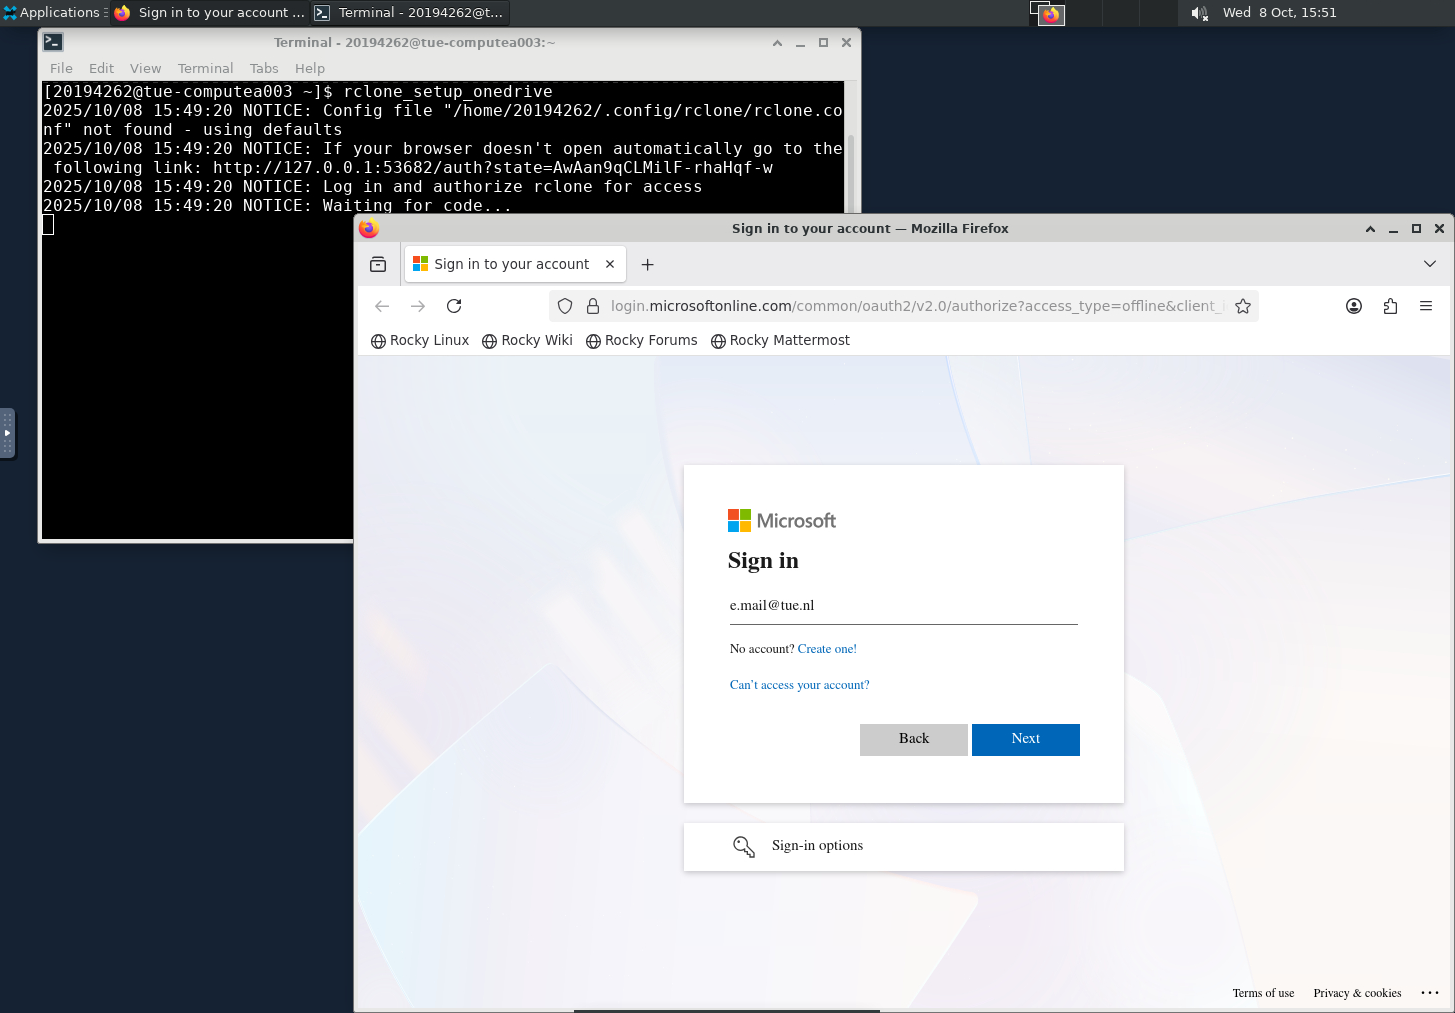 Applications
Sign in to your account ...
Terminal - 20194262@t...
Wed 8 Oct, 15:51
Terminal - 20194262@tue-computea003:~
File Edit View Terminal Tabs Help
[20194262@tue-computea003 ~]$ rclone_setup_onedrive
2025/10/08 15:49:20 NOTICE: Config file "/home/20194262/.config/rclone/rclone.co
nf" not found - using defaults
2025/10/08 15:49:20 NOTICE: If your browser doesn't open automatically go to the
 following link: http://127.0.0.1:53682/auth?state=AwAan9qCLMilF-rhaHqf-w
2025/10/08 15:49:20 NOTICE: Log in and authorize rclone for access
2025/10/08 15:49:20 NOTICE: Waiting for code...
Sign in to your account — Mozilla Firefox
Sign in to your account
login.microsoftonline.com/common/oauth2/v2.0/authorize?access_type=offline&client_
Rocky Linux Rocky Wiki Rocky Forums Rocky Mattermost
Microsoft
Sign in
e.mail@tue.nl
No account? Create one!
Can't access your account?
Back Next
Sign-in options
Terms of use Privacy & cookies ...